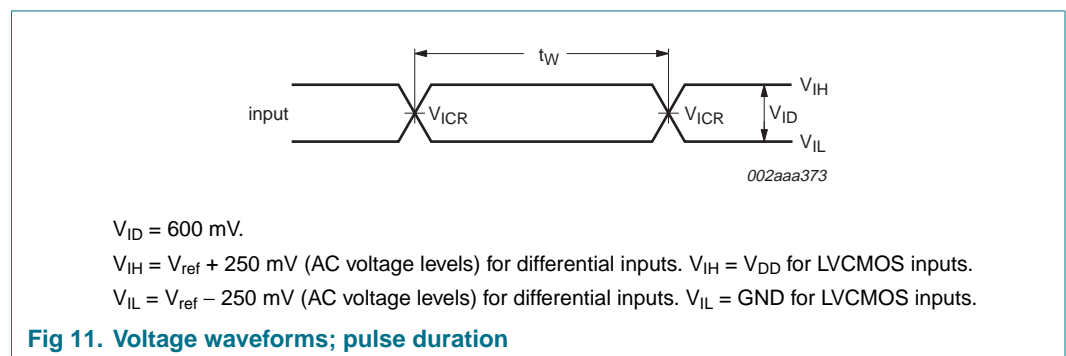 tW
VIH
input
VICR
VICR
VID
VIL
002aaa373
VID = 600 mV.
VIH = Vref + 250 mV (AC voltage levels) for differential inputs. VIH = VDD for LVCMOS inputs.
VIL = Vref − 250 mV (AC voltage levels) for differential inputs. VIL = GND for LVCMOS inputs.
Fig 11. Voltage waveforms; pulse duration